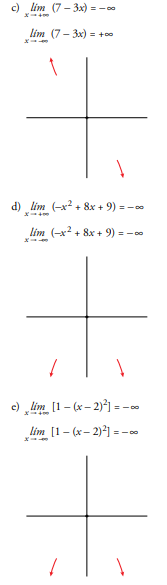 c) lím x → +∞ (7 – 3x) = –∞
lím x → –∞ (7 – 3x) = +∞
d) lím x → +∞ (–x² + 8x + 9) = –∞
lím x → –∞ (–x² + 8x + 9) = –∞
e) lím x → +∞ [1 – (x – 2)²] = –∞
lím x → –∞ [1 – (x – 2)²] = –∞